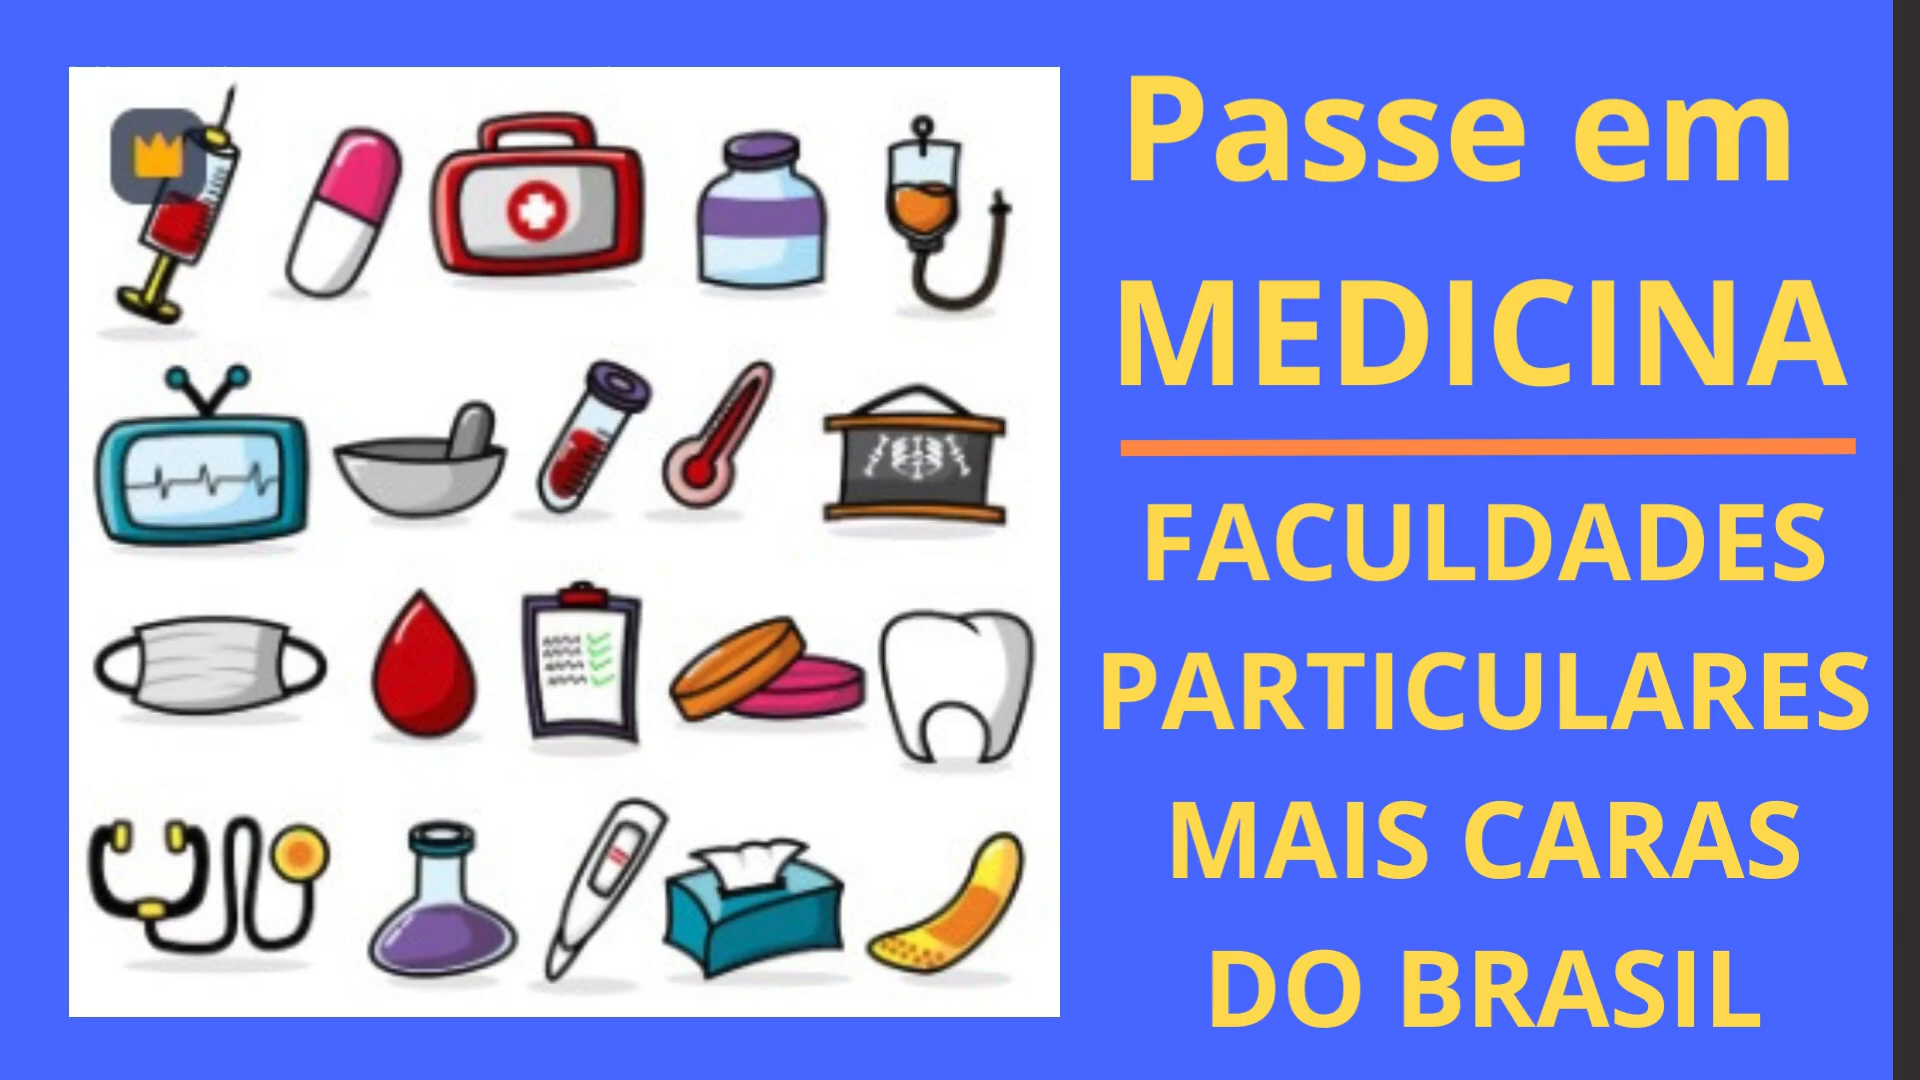 Passe em
MEDICINA
FACULDADES
PARTICULARES
MAIS CARAS
DO BRASIL